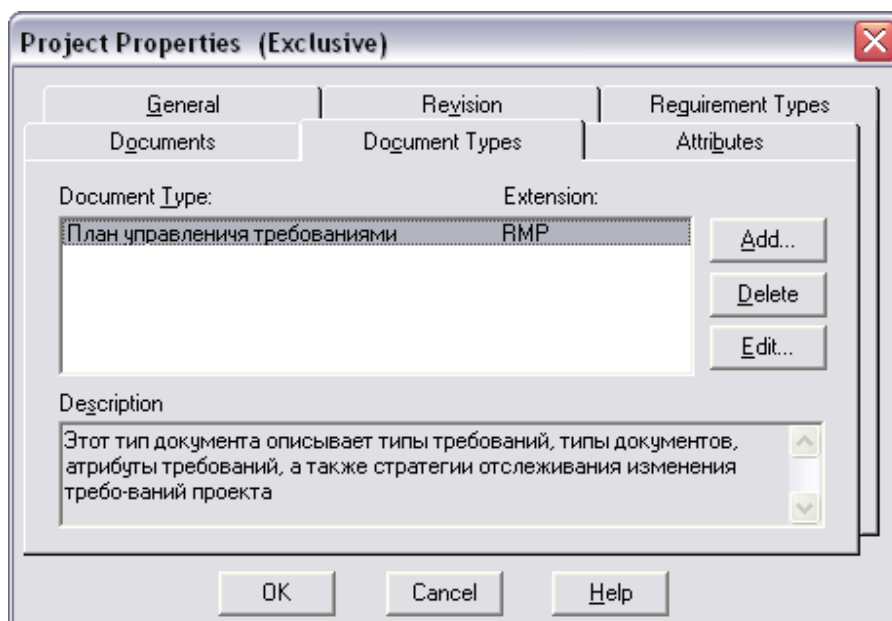 Project Properties (Exclusive)
General Revision Requirement Types
Documents Document Types Attributes
Document Type: Extension:
План управленичя требованиями RMP
Add...
Delete
Edit...
Description
Этот тип документа описывает типы требований, типы документов,
атрибуты требований, а также стратегии отслеживания изменения
требо-ваний проекта
OK Cancel Help